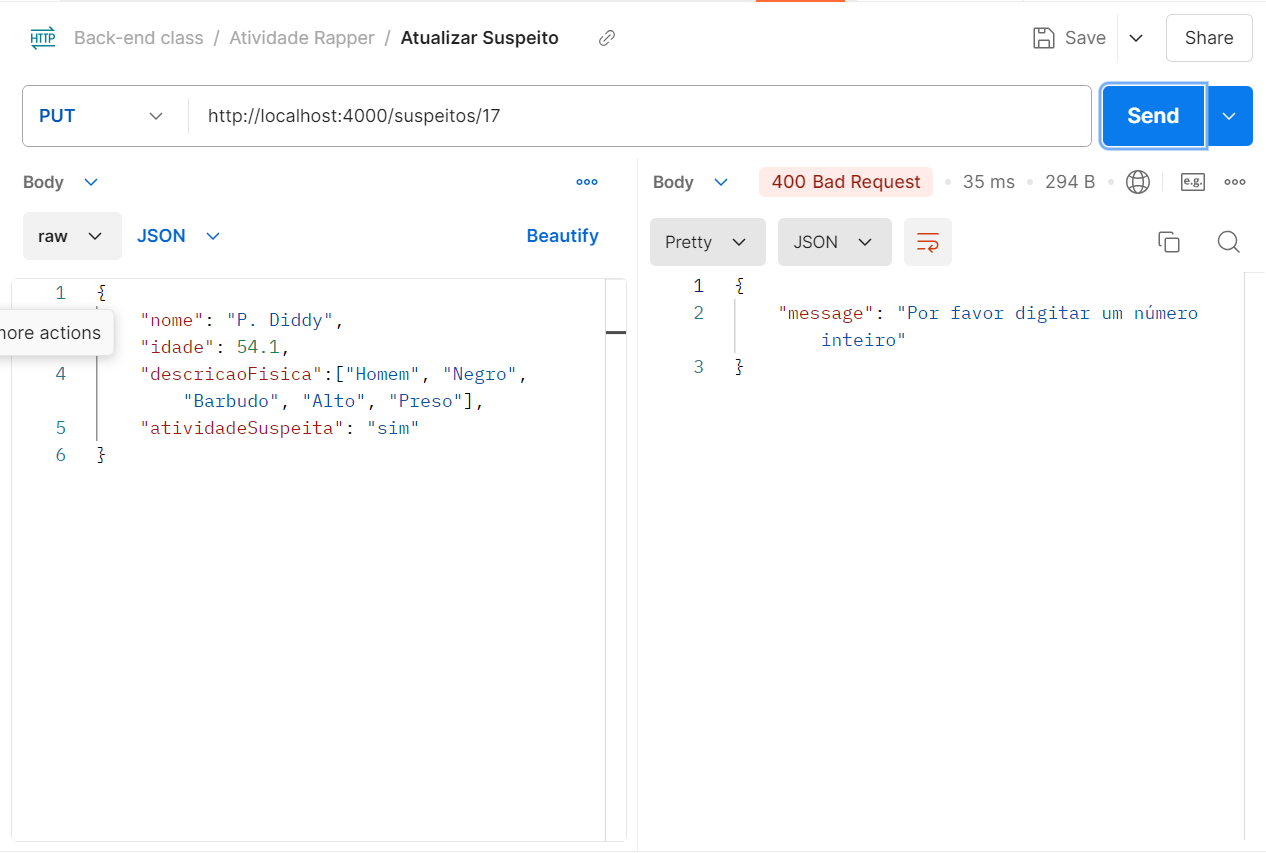 HTTP Back-end class / Atividade Rapper / Atualizar Suspeito Save Share
PUT http://localhost:4000/suspeitos/17 Send
Body
raw JSON Beautify
1 {
"nome": "P. Diddy",
more actions
"idade": 54.1,
4 "descricaoFisica":["Homem", "Negro",
"Barbudo", "Alto", "Preso"],
5 "atividadeSuspeita": "sim"
6 }
Body 400 Bad Request 35 ms 294 B e.g.
Pretty JSON
1 {
2 "message": "Por favor digitar um número
inteiro"
3 }